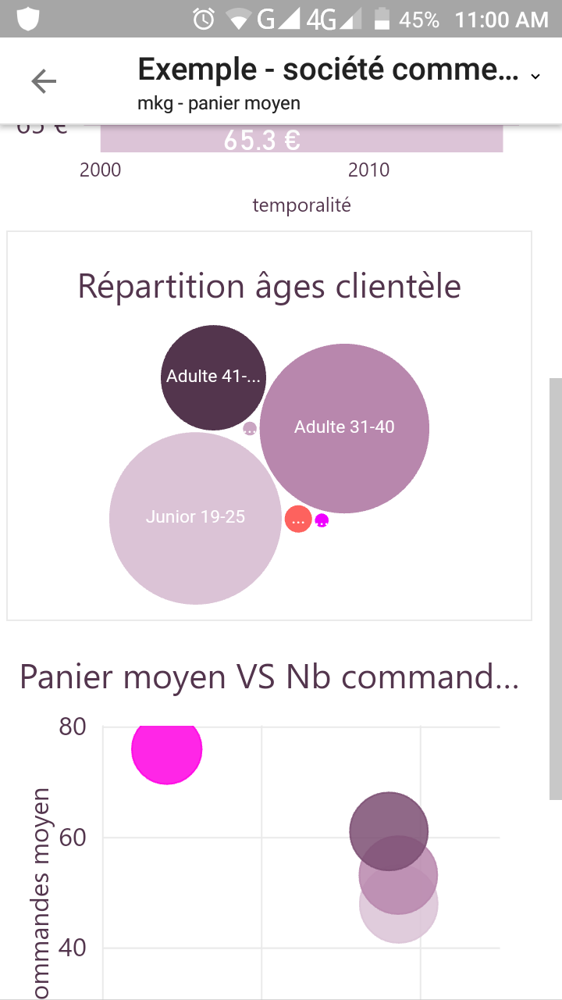 G 4G 45% 11:00 AM
Exemple - société comme...
mkg - panier moyen
65 €
65.3 €
2000 2010
temporalité
Répartition âges clientèle
Adulte 41-...
...
Adulte 31-40
Junior 19-25
...
...
Panier moyen VS Nb command...
80
60
40
ommandes moyen